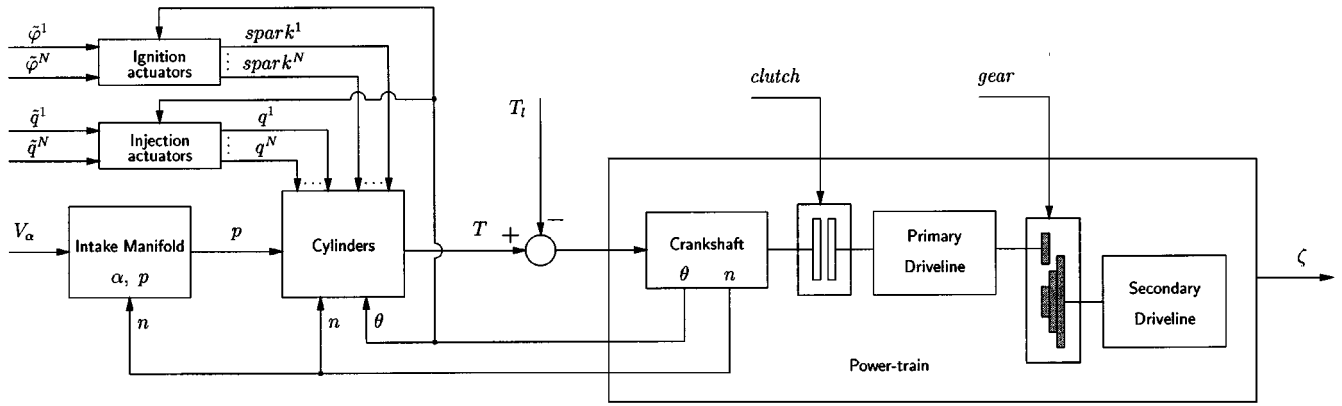 φ̃¹
φ̃ᴺ
Ignition
actuators
spark¹
⋮
sparkᴺ
q̃¹
q̃ᴺ
Injection
actuators
q¹
⋮
qᴺ
..... ....
V_α
Intake Manifold
α, p
n
p
Cylinders
n
θ
T
+
−
T_l
clutch
gear
Crankshaft
θ n
Primary
Driveline
Secondary
Driveline
Power-train
ζ